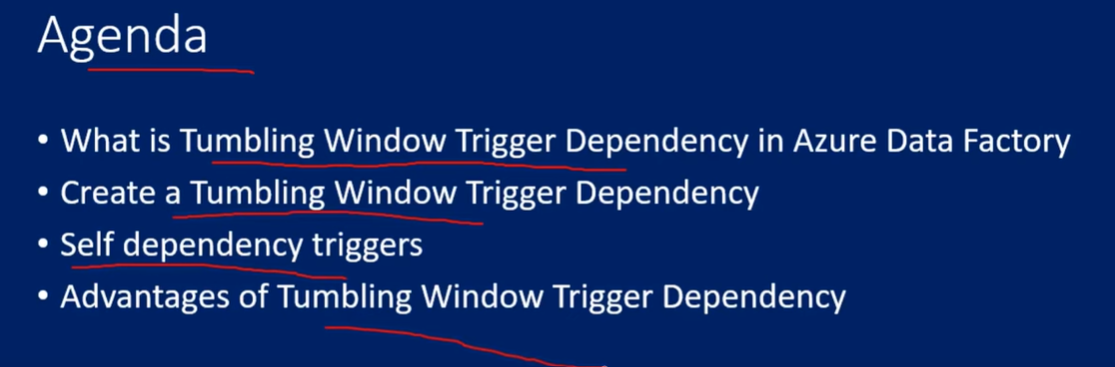 Agenda
• What is Tumbling Window Trigger Dependency in Azure Data Factory
• Create a Tumbling Window Trigger Dependency
• Self dependency triggers
• Advantages of Tumbling Window Trigger Dependency